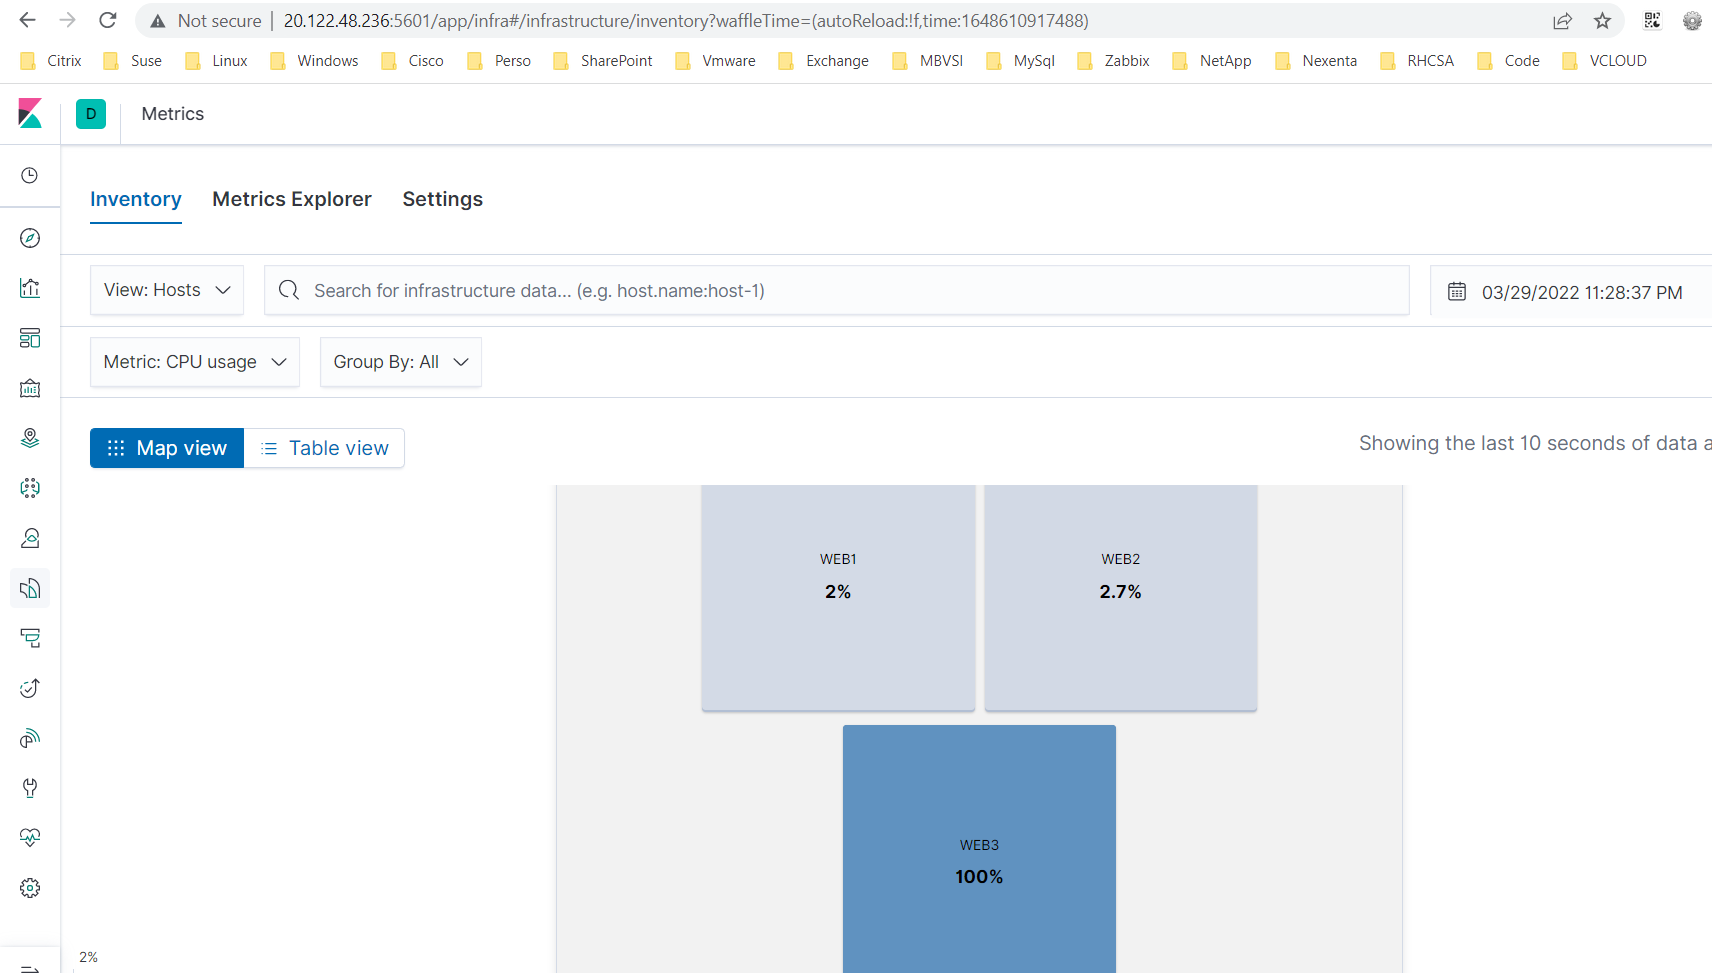 Not secure 20.122.48.236:5601/app/infra#/infrastructure/inventory?waffleTime=(autoReload:!f,time:1648610917488)
Citrix Suse Linux Windows Cisco Perso SharePoint Vmware Exchange MBVSI MySql Zabbix NetApp Nexenta RHCSA Code VCLOUD
D Metrics
Inventory Metrics Explorer Settings
View: Hosts Search for infrastructure data... (e.g. host.name:host-1) 03/29/2022 11:28:37 PM
Metric: CPU usage Group By: All
Map view Table view Showing the last 10 seconds of data a
WEB1 WEB2
2% 2.7%
WEB3
100%
2%